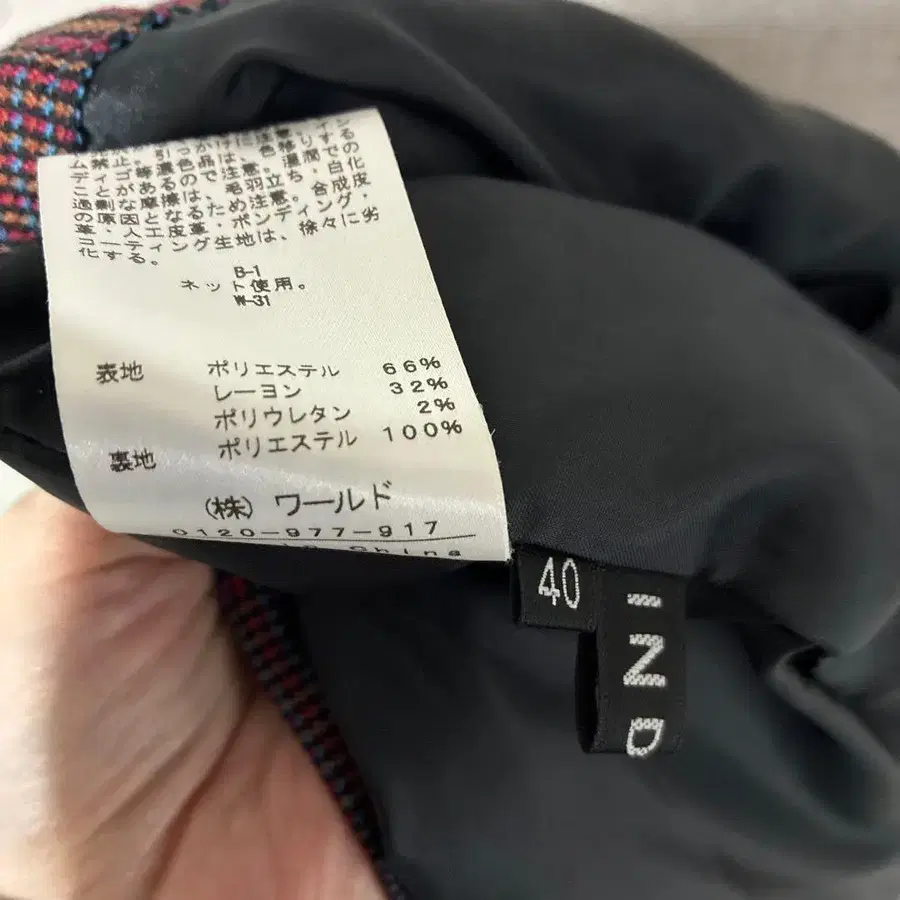 ム禁止。引っかけに注意。イン
ディゴ等濃色品は、色移りする
ニとがあるので注意。湿潤での
過剰な摩擦は、毛羽立ち・白化
の原因となるため注意。合成皮
革・人工皮革・ボンディング・
コーティング生地は、徐々に劣
化する。
B-1
ネット使用。
W-31
表地 ポリエステル 66%
レーヨン 32%
ポリウレタン 2%
裏地 ポリエステル 100%
(株) ワールド
0120-977-917
China
40
IND